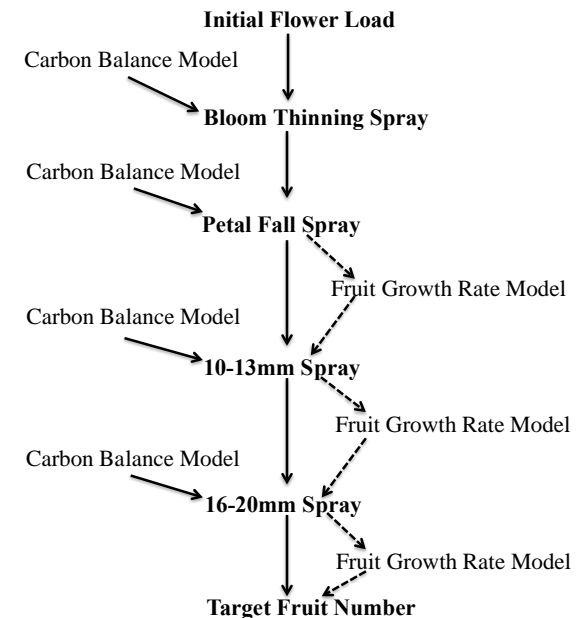 Initial Flower Load
Carbon Balance Model
Bloom Thinning Spray
Carbon Balance Model
Petal Fall Spray
Fruit Growth Rate Model
Carbon Balance Model
10-13mm Spray
Fruit Growth Rate Model
Carbon Balance Model
16-20mm Spray
Fruit Growth Rate Model
Target Fruit Number